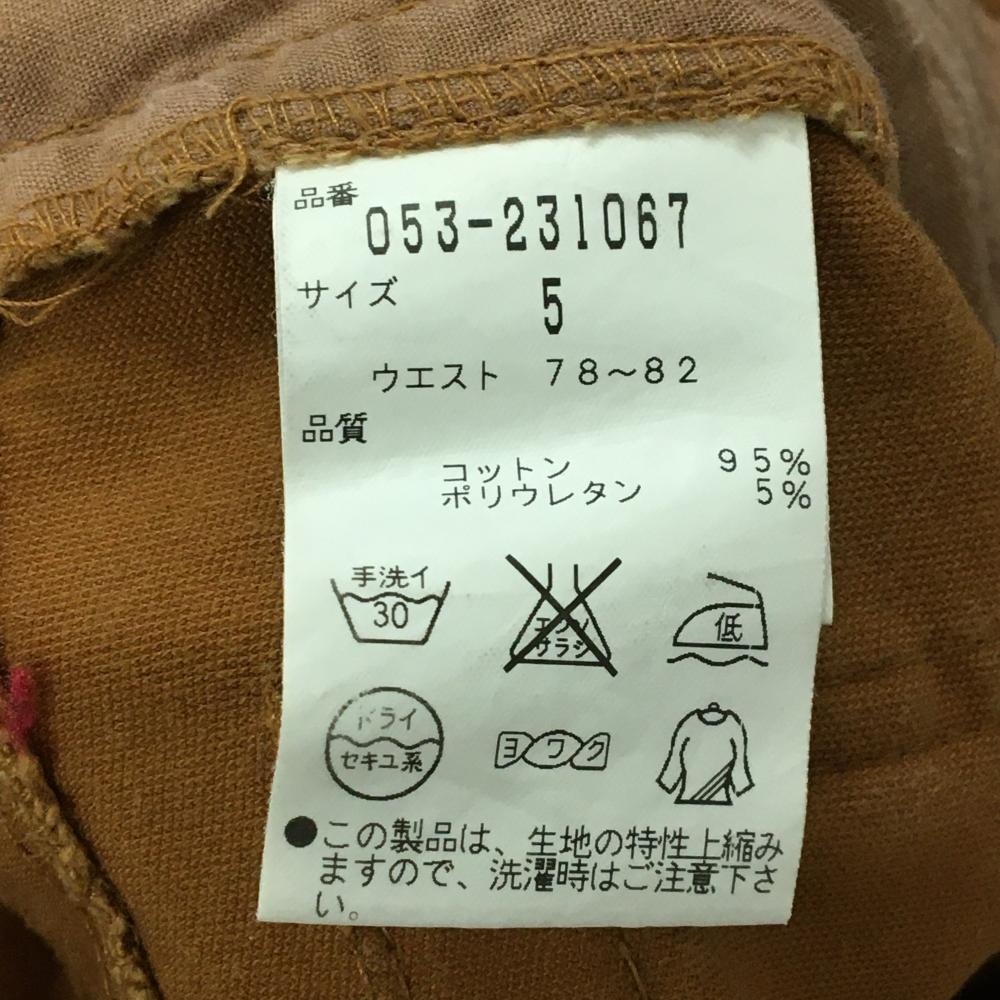 品番
053-231067
サイズ
5
ウエスト 78〜82
品質
コットン 95%
ポリウレタン 5%
手洗イ
30
エンソ
サラシ
低
ドライ
セキユ系
ヨワク
●この製品は、生地の特性上縮み
ますので、洗濯時はご注意下さ
い。